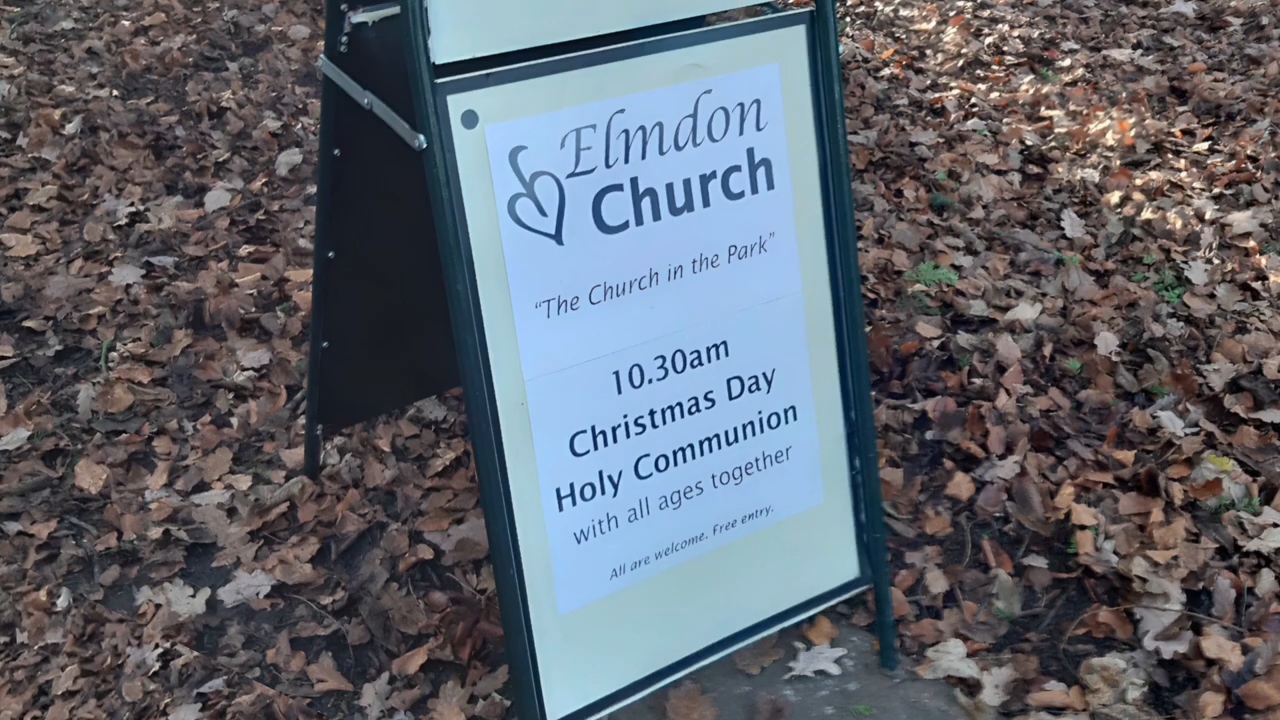 Elmdon
Church
“The Church in the Park”
10.30am
Christmas Day
Holy Communion
with all ages together
All are welcome. Free entry.